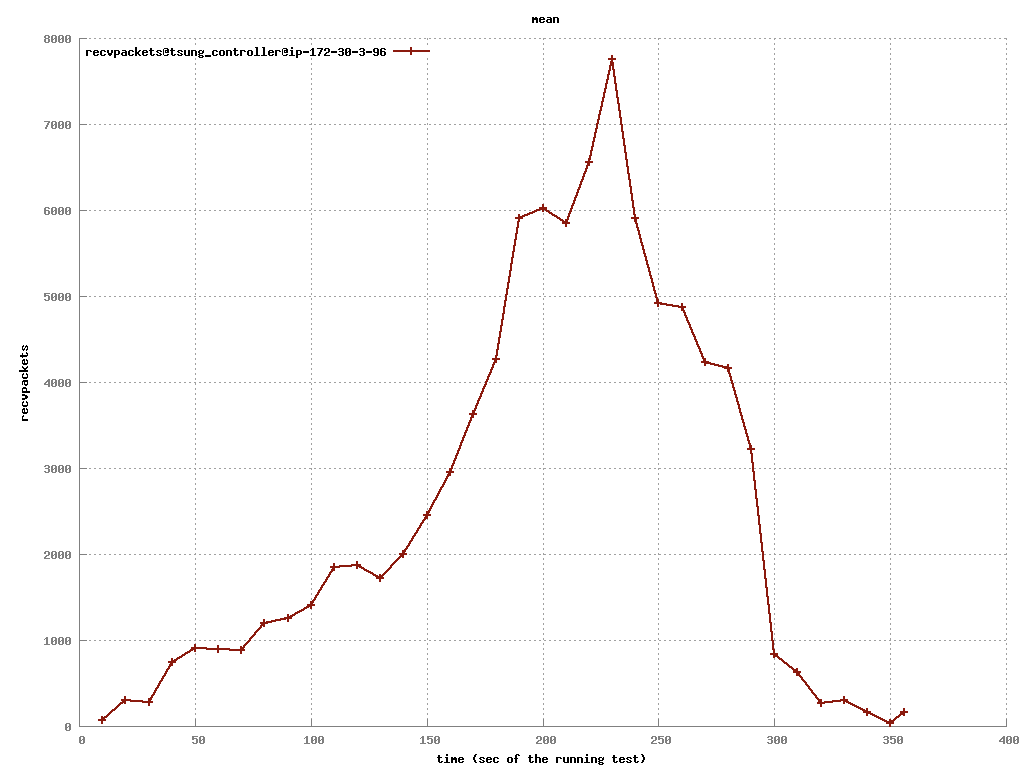 mean
8000
recvpackets@tsung_controller@ip-172-30-3-96
7000
6000
5000
recvpackets
4000
3000
2000
1000
0
0 50 100 150 200 250 300 350 400
time (sec of the running test)